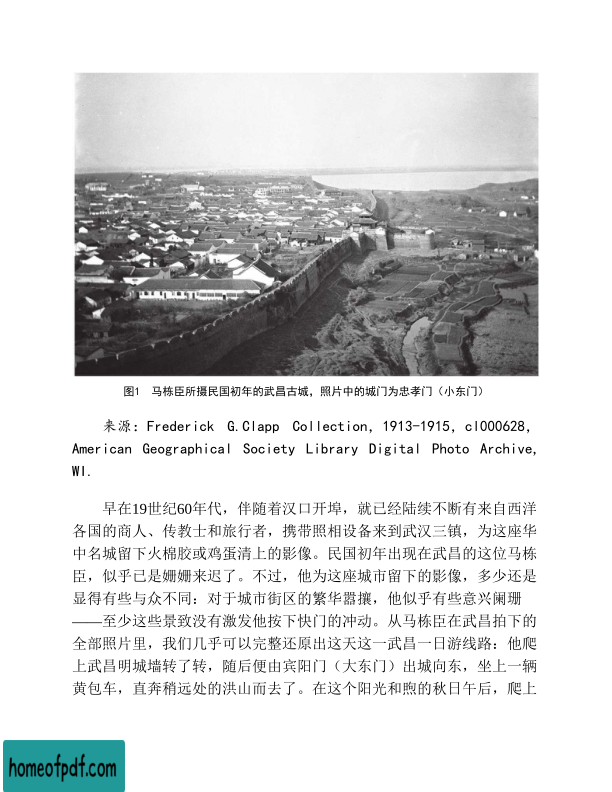 图1 马栋臣所摄民国初年的武昌古城，照片中的城门为忠孝门（小东门）
来源：Frederick G.Clapp Collection, 1913-1915, cl000628,
American Geographical Society Library Digital Photo Archive,
WI.
早在19世纪60年代，伴随着汉口开埠，就已经陆续不断有来自西洋
各国的商人、传教士和旅行者，携带照相设备来到武汉三镇，为这座华
中名城留下火棉胶或鸡蛋清上的影像。民国初年出现在武昌的这位马栋
臣，似乎已是姗姗来迟了。不过，他为这座城市留下的影像，多少还是
显得有些与众不同：对于城市街区的繁华嚣攘，他似乎有些意兴阑珊
——至少这些景致没有激发他按下快门的冲动。从马栋臣在武昌拍下的
全部照片里，我们几乎可以完整还原出这天这一武昌一日游线路：他爬
上武昌明城墙转了转，随后便由宾阳门（大东门）出城向东，坐上一辆
黄包车，直奔稍远处的洪山而去了。在这个阳光和煦的秋日午后，爬上
homeofpdf.com